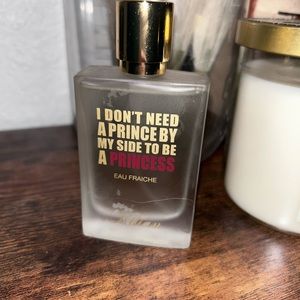 I DON'T NEED
A PRINCE BY
MY SIDE TO BE
A PRINCESS
EAU FRAICHE